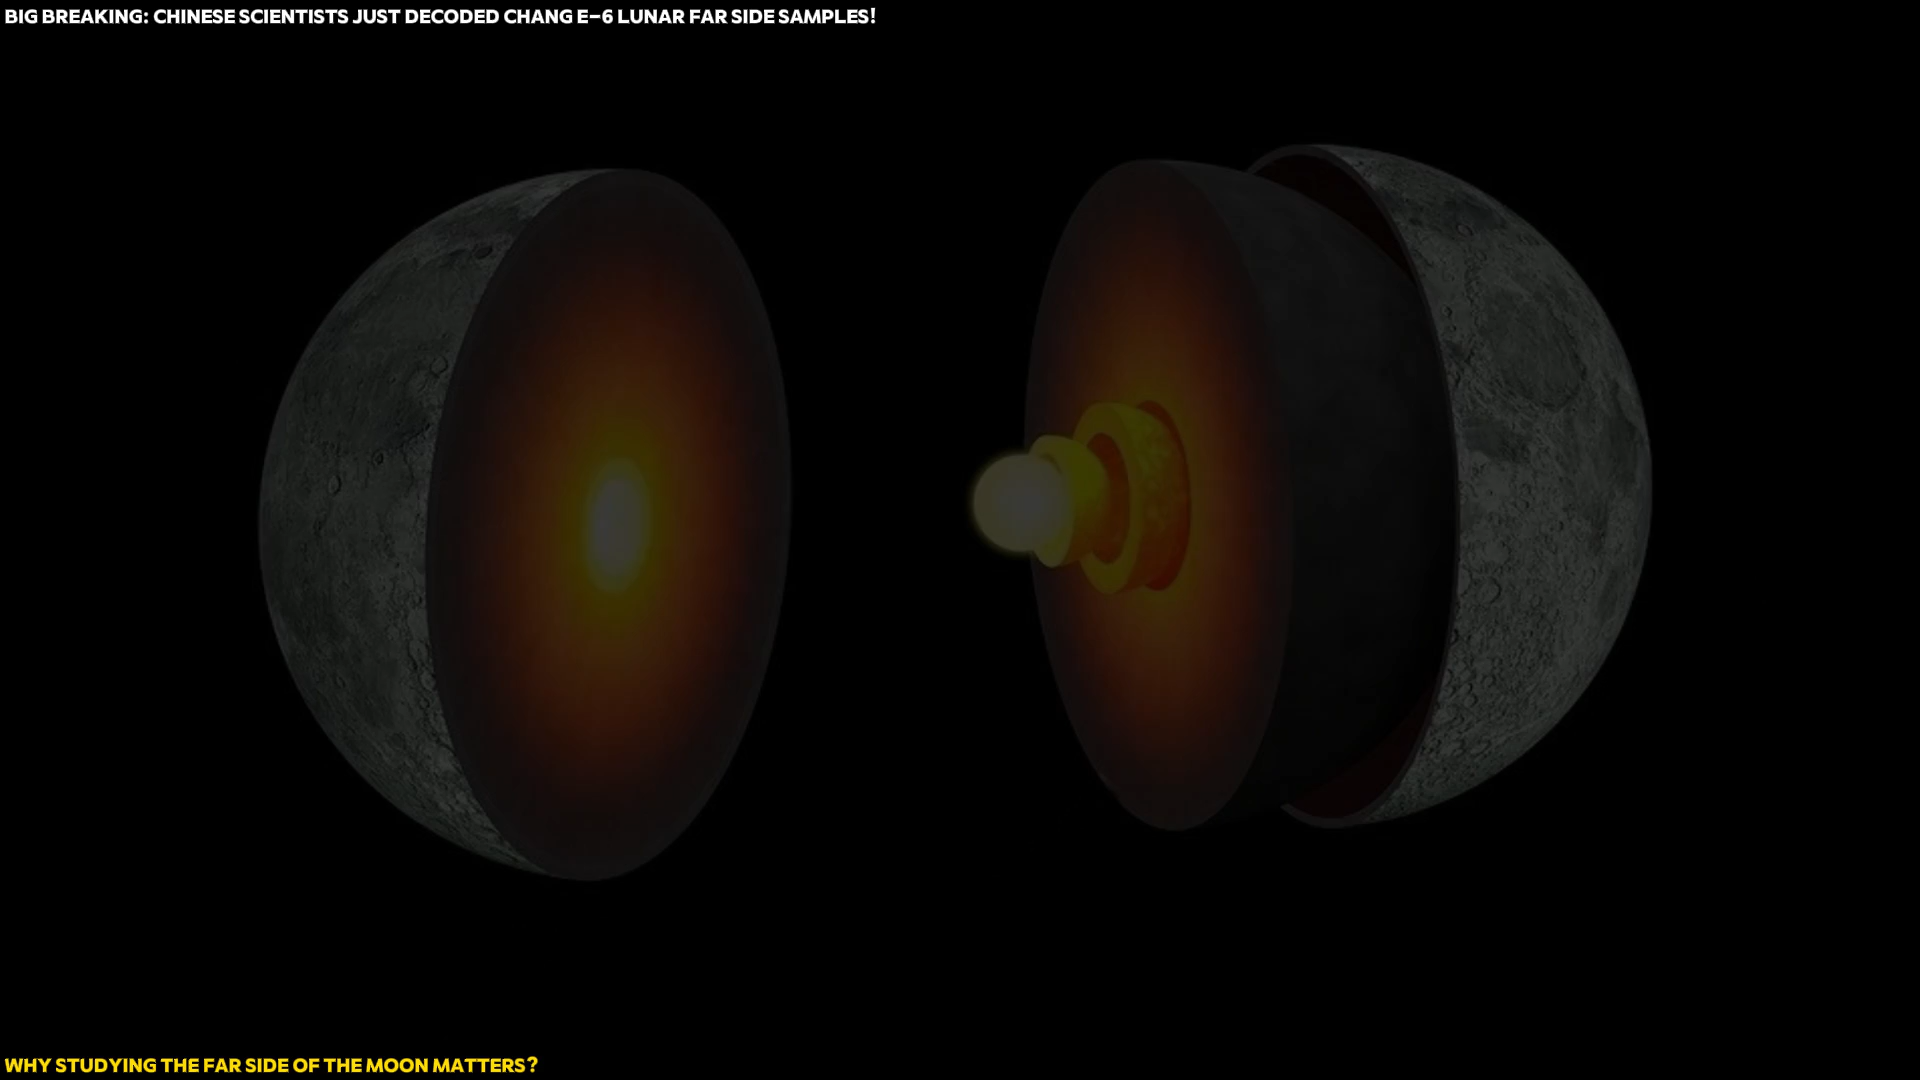 BIG BREAKING: CHINESE SCIENTISTS JUST DECODED CHANG E–6 LUNAR FAR SIDE SAMPLES!
WHY STUDYING THE FAR SIDE OF THE MOON MATTERS?